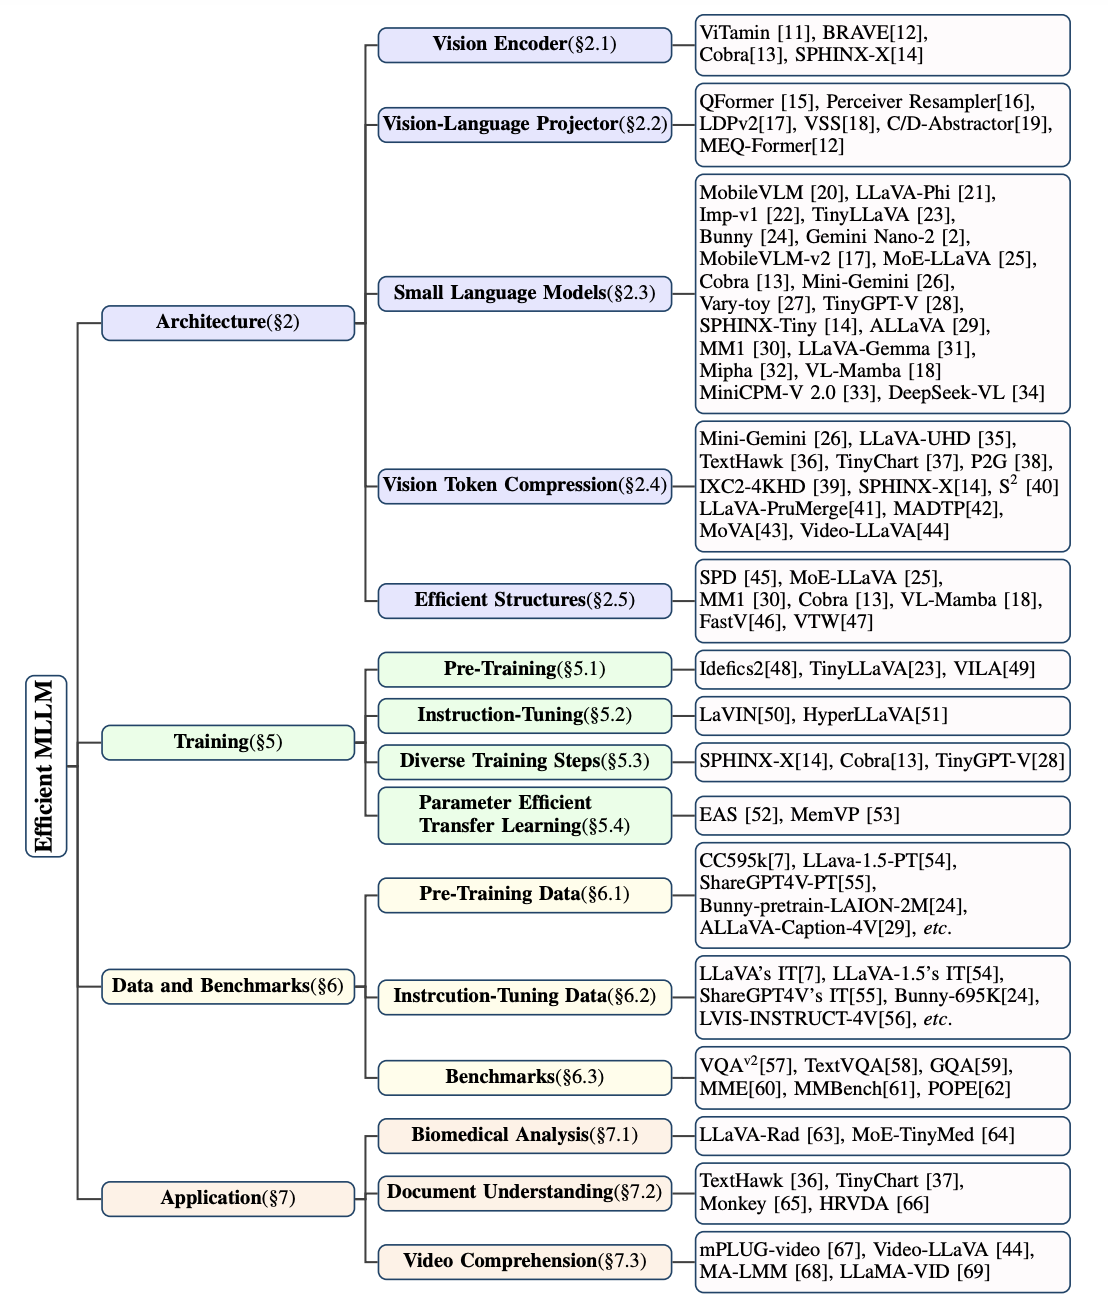 Efficient MLLM
Architecture(§2)
Vision Encoder(§2.1)
ViTamin [11], BRAVE[12],
Cobra[13], SPHINX-X[14]
Vision-Language Projector(§2.2)
QFormer [15], Perceiver Resampler[16],
LDPv2[17], VSS[18], C/D-Abstractor[19],
MEQ-Former[12]
Small Language Models(§2.3)
MobileVLM [20], LLaVA-Phi [21],
Imp-v1 [22], TinyLLaVA [23],
Bunny [24], Gemini Nano-2 [2],
MobileVLM-v2 [17], MoE-LLaVA [25],
Cobra [13], Mini-Gemini [26],
Vary-toy [27], TinyGPT-V [28],
SPHINX-Tiny [14], ALLaVA [29],
MM1 [30], LLaVA-Gemma [31],
Mipha [32], VL-Mamba [18]
MiniCPM-V 2.0 [33], DeepSeek-VL [34]
Vision Token Compression(§2.4)
Mini-Gemini [26], LLaVA-UHD [35],
TextHawk [36], TinyChart [37], P2G [38],
IXC2-4KHD [39], SPHINX-X[14], S² [40]
LLaVA-PruMerge[41], MADTP[42],
MoVA[43], Video-LLaVA[44]
Efficient Structures(§2.5)
SPD [45], MoE-LLaVA [25],
MM1 [30], Cobra [13], VL-Mamba [18],
FastV[46], VTW[47]
Training(§5)
Pre-Training(§5.1)
Idefics2[48], TinyLLaVA[23], VILA[49]
Instruction-Tuning(§5.2)
LaVIN[50], HyperLLaVA[51]
Diverse Training Steps(§5.3)
SPHINX-X[14], Cobra[13], TinyGPT-V[28]
Parameter Efficient
Transfer Learning(§5.4)
EAS [52], MemVP [53]
Data and Benchmarks(§6)
Pre-Training Data(§6.1)
CC595k[7], LLava-1.5-PT[54],
ShareGPT4V-PT[55],
Bunny-pretrain-LAION-2M[24],
ALLaVA-Caption-4V[29], etc.
Instrcution-Tuning Data(§6.2)
LLaVA's IT[7], LLaVA-1.5's IT[54],
ShareGPT4V's IT[55], Bunny-695K[24],
LVIS-INSTRUCT-4V[56], etc.
Benchmarks(§6.3)
VQAᵛ²[57], TextVQA[58], GQA[59],
MME[60], MMBench[61], POPE[62]
Application(§7)
Biomedical Analysis(§7.1)
LLaVA-Rad [63], MoE-TinyMed [64]
Document Understanding(§7.2)
TextHawk [36], TinyChart [37],
Monkey [65], HRVDA [66]
Video Comprehension(§7.3)
mPLUG-video [67], Video-LLaVA [44],
MA-LMM [68], LLaMA-VID [69]